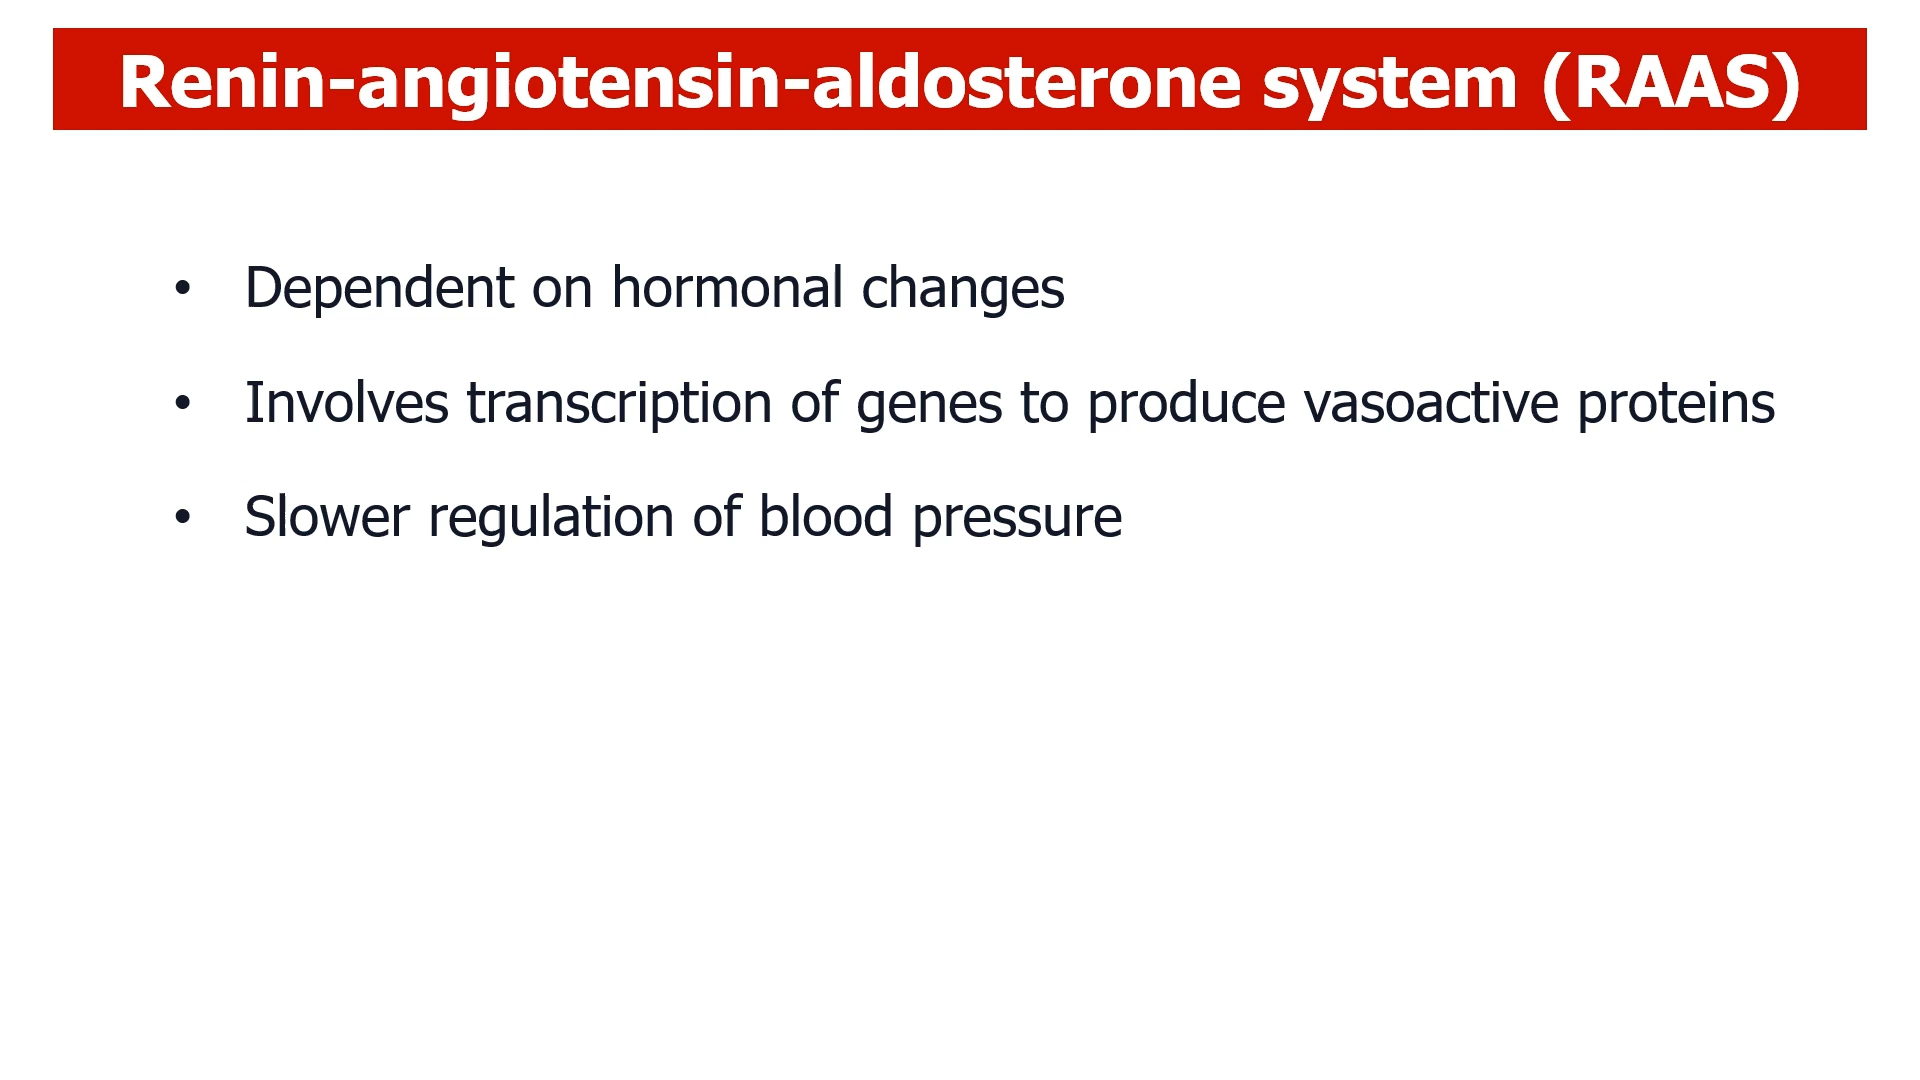 Renin-angiotensin-aldosterone system (RAAS)
• Dependent on hormonal changes
• Involves transcription of genes to produce vasoactive proteins
• Slower regulation of blood pressure